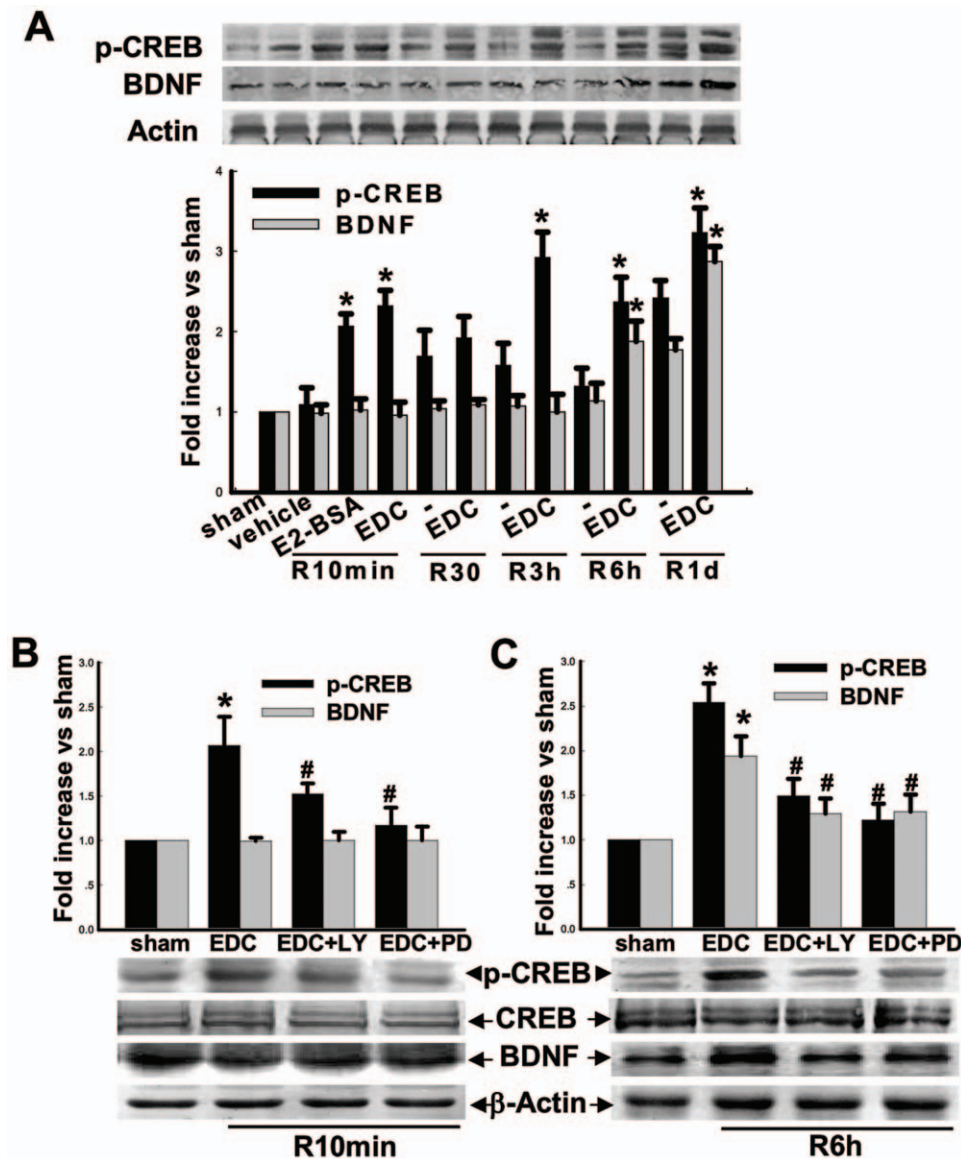 A
p-CREB
BDNF
Actin
4
3
2
1
0
Fold increase vs sham
p-CREB
BDNF
* * * * * * *
sham vehicle E2-BSA EDC - EDC - EDC - EDC - EDC
R10min R30 R3h R6h R1d
B
3.0
2.5
2.0
1.5
1.0
.5
0.0
Fold increase vs sham
p-CREB
BDNF
*
# #
sham EDC EDC+LY EDC+PD
C
3.0
2.5
2.0
1.5
1.0
.5
0.0
Fold increase vs sham
p-CREB
BDNF
* *
# # # #
sham EDC EDC+LY EDC+PD
p-CREB
CREB
BDNF
β-Actin
R10min
R6h